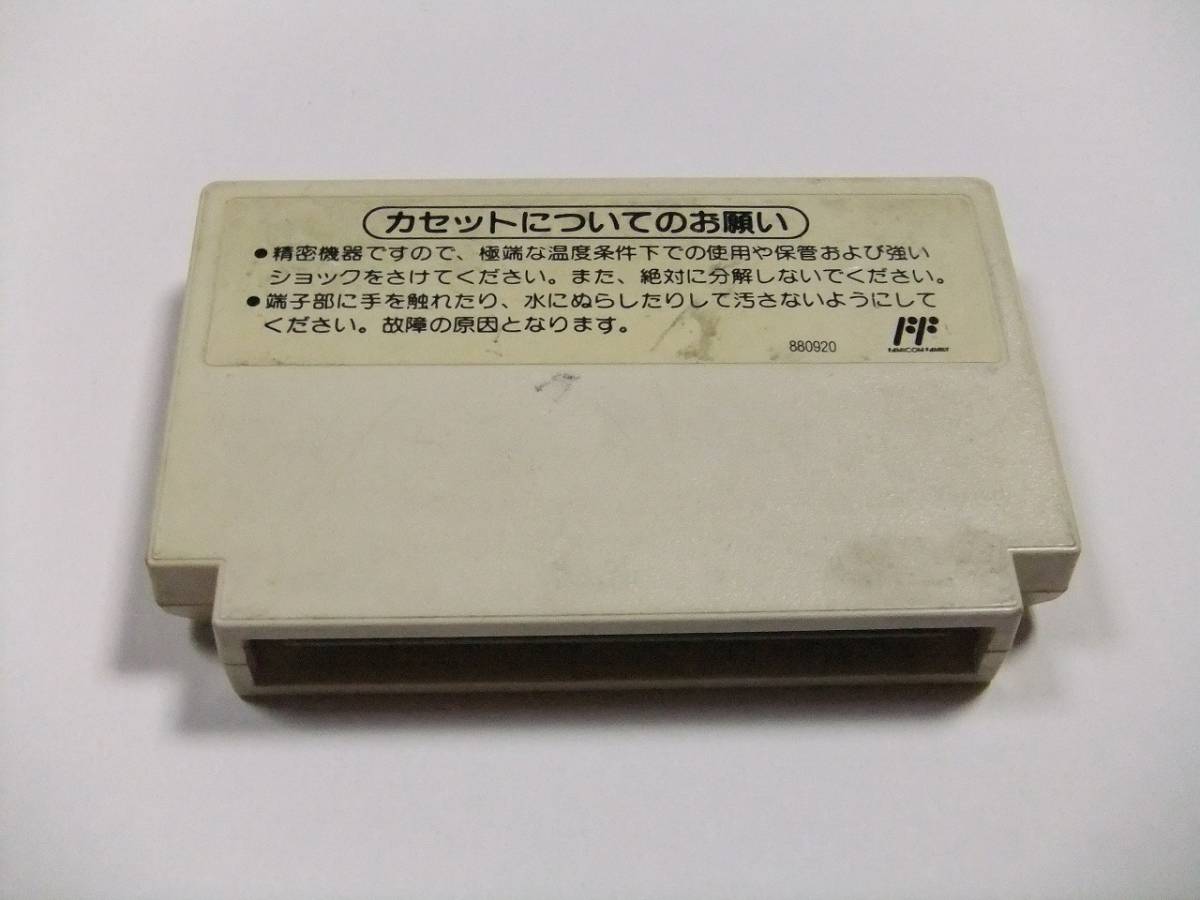 カセットについてのお願い
●精密機器ですので、極端な温度条件下での使用や保管および強い
ショックをさけてください。また、絶対に分解しないでください。
●端子部に手を触れたり、水にぬらしたりして汚さないようにして
ください。故障の原因となります。
880920
FAMICOM FAMILY